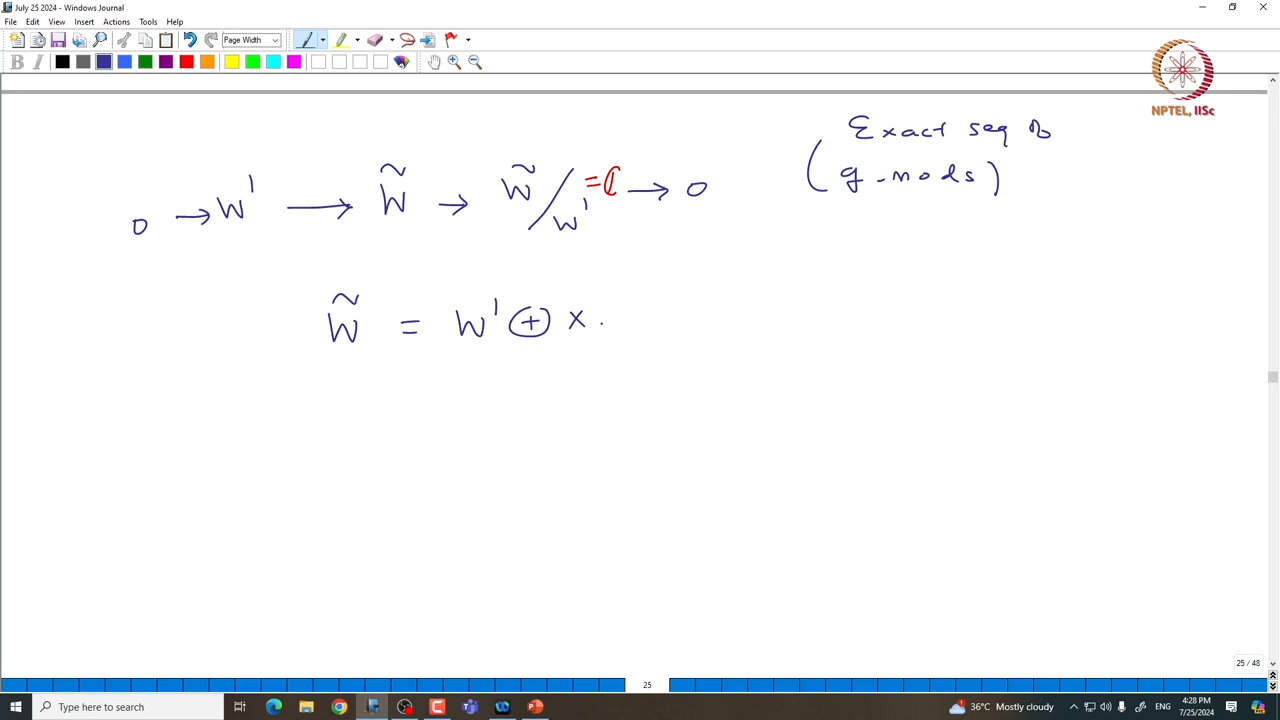 July 25 2024 - Windows Journal
File Edit View Insert Actions Tools Help
Page Width
B I
NPTEL, IISc
Exact seq of
(g-mods)
0 → W' → W̃ → W̃/W' = ℂ → 0
W̃ = W' ⊕ X.
25 / 48
25
Type here to search
36°C Mostly cloudy
ENG
4:28 PM
7/25/2024